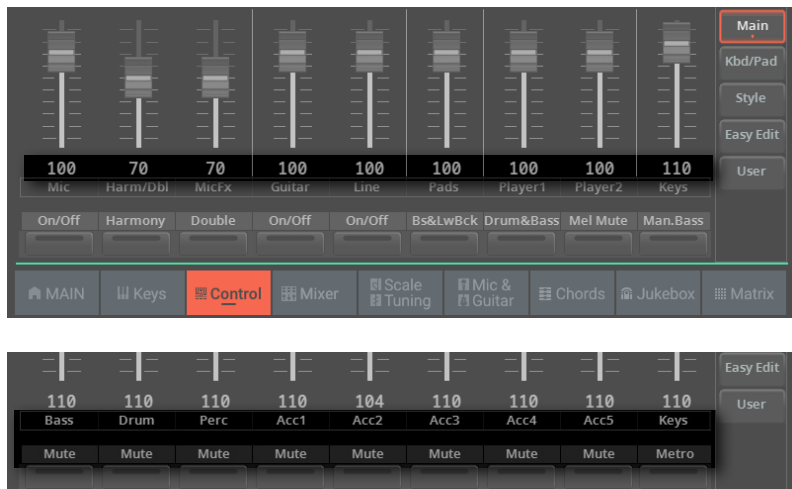 Main
Kbd/Pad
Style
Easy Edit
User
100 70 70 100 100 100 100 100 110
Mic Harm/Dbl MicFx Guitar Line Pads Player1 Player2 Keys
On/Off Harmony Double On/Off On/Off Bs&LwBck Drum&Bass Mel Mute Man.Bass
MAIN Keys Control Mixer Scale Tuning Mic & Guitar Chords Jukebox Matrix
Easy Edit
User
110 110 110 110 104 110 110 110 110
Bass Drum Perc Acc1 Acc2 Acc3 Acc4 Acc5 Keys
Mute Mute Mute Mute Mute Mute Mute Mute Metro